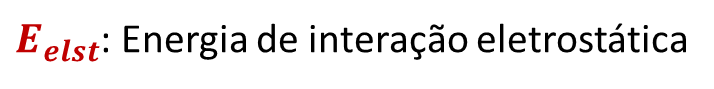 E_elst: Energia de interação eletrostática